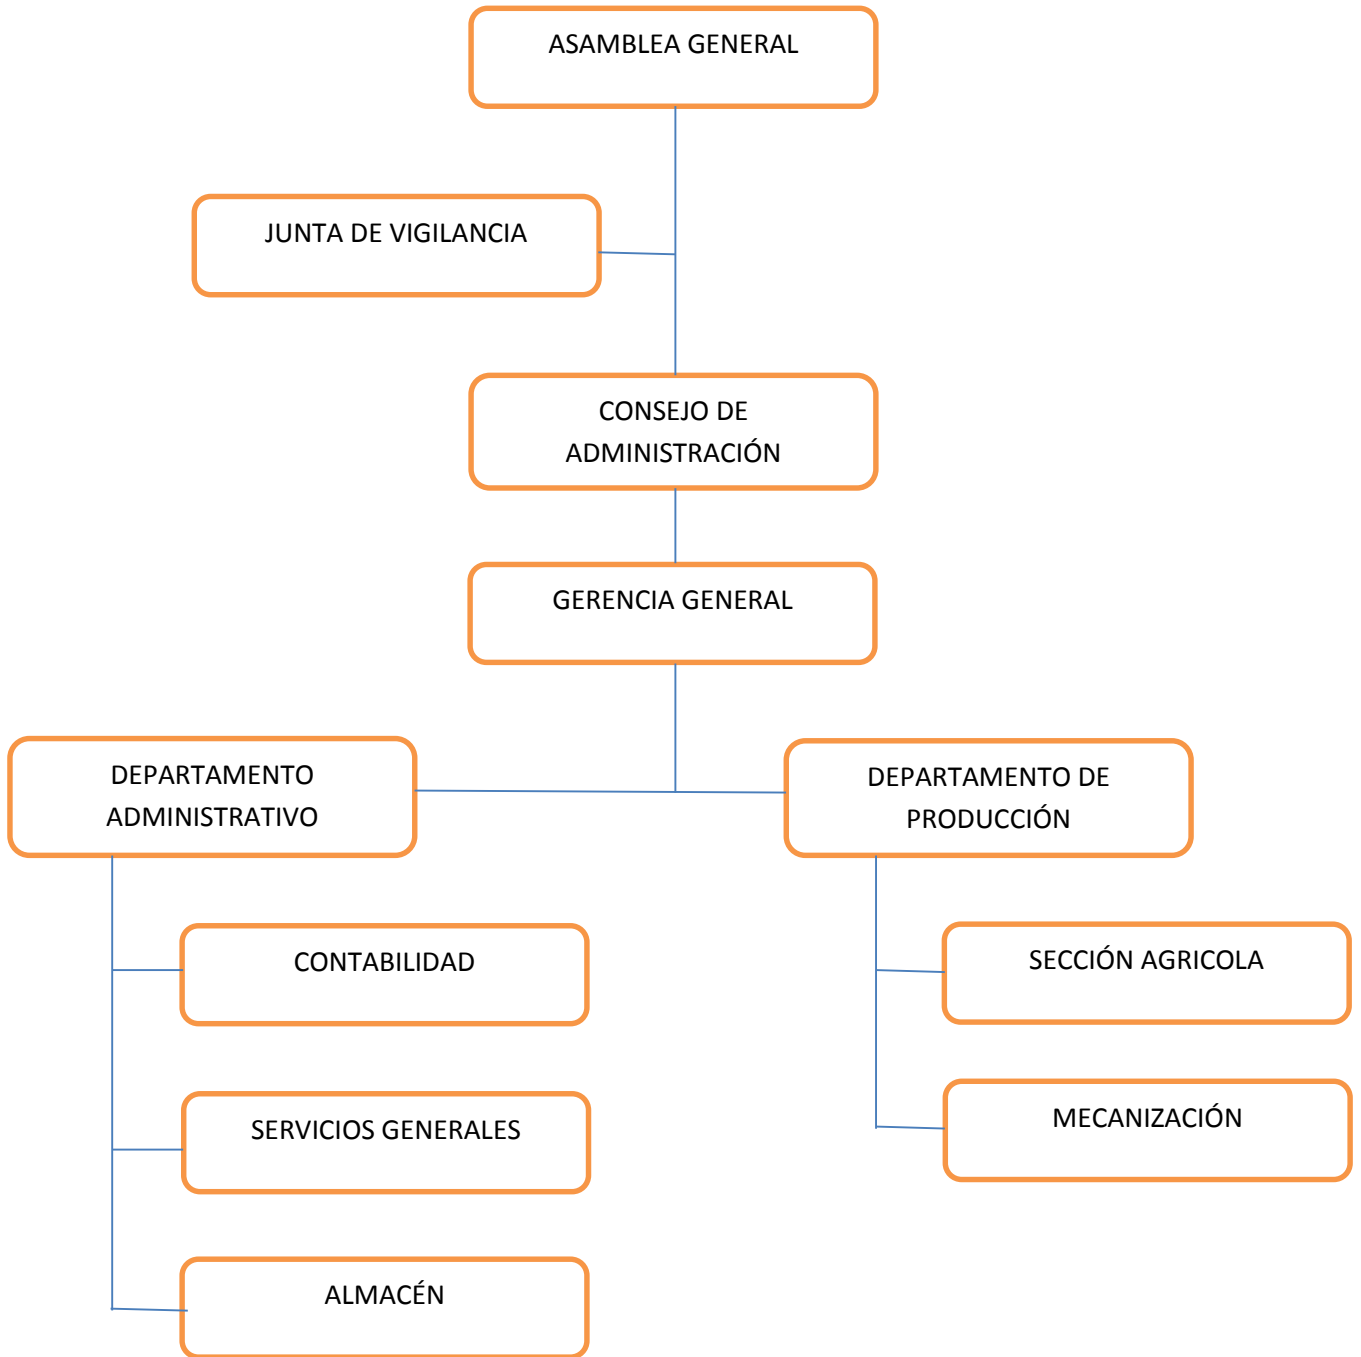 ASAMBLEA GENERAL
JUNTA DE VIGILANCIA
CONSEJO DE
ADMINISTRACIÓN
GERENCIA GENERAL
DEPARTAMENTO
ADMINISTRATIVO
DEPARTAMENTO DE
PRODUCCIÓN
CONTABILIDAD
SECCIÓN AGRICOLA
SERVICIOS GENERALES
MECANIZACIÓN
ALMACÉN